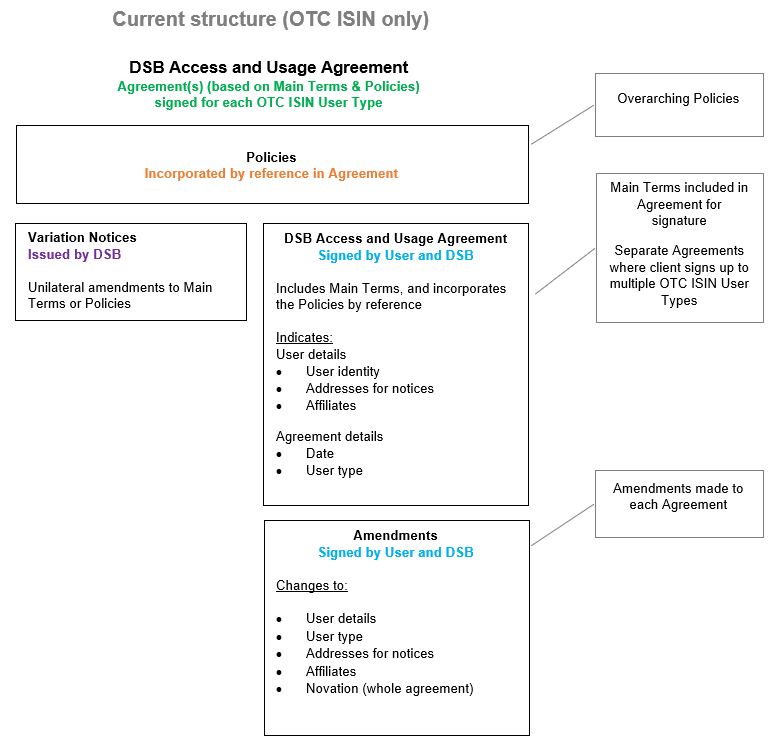 Current structure (OTC ISIN only)
DSB Access and Usage Agreement
Agreement(s) (based on Main Terms & Policies)
signed for each OTC ISIN User Type
Overarching Policies
Policies
Incorporated by reference in Agreement
Main Terms included in
Agreement for
signature
Separate Agreements
where client signs up to
multiple OTC ISIN User
Types
Variation Notices
Issued by DSB
Unilateral amendments to Main
Terms or Policies
DSB Access and Usage Agreement
Signed by User and DSB
Includes Main Terms, and incorporates
the Policies by reference
Indicates:
User details
• User identity
• Addresses for notices
• Affiliates
Agreement details
• Date
• User type
Amendments made to
each Agreement
Amendments
Signed by User and DSB
Changes to:
• User details
• User type
• Addresses for notices
• Affiliates
• Novation (whole agreement)